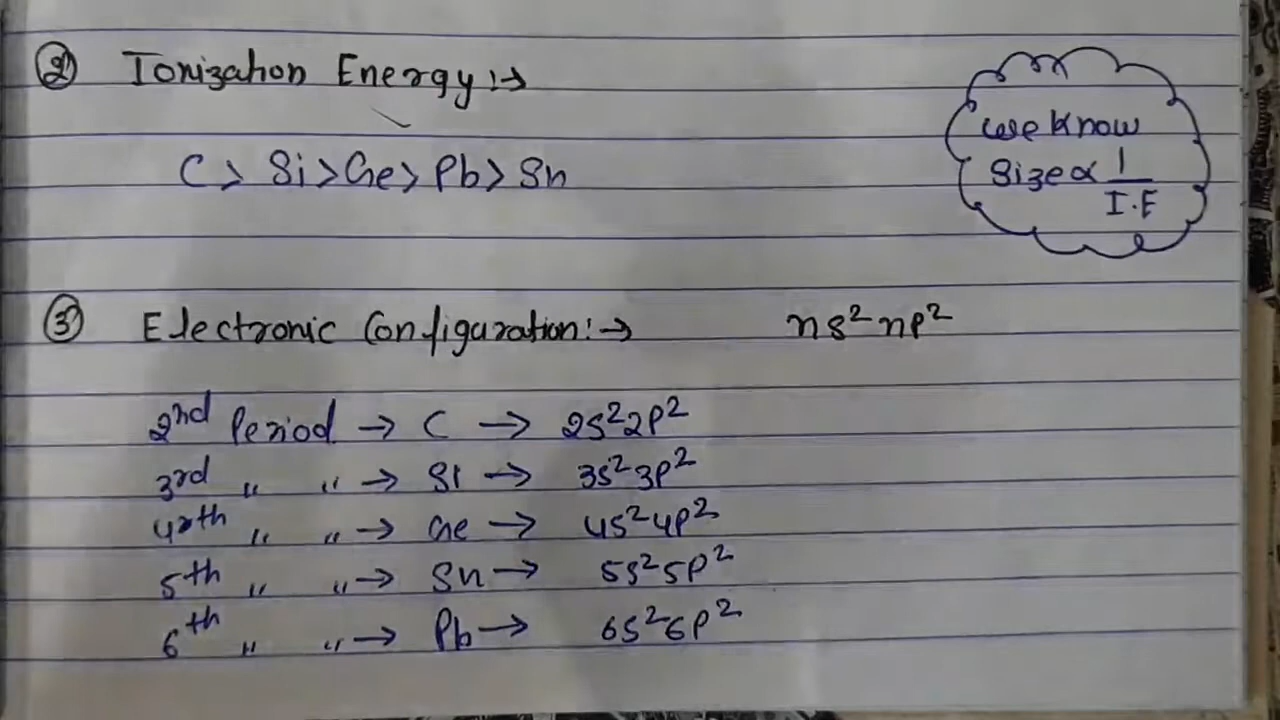 ② Ionization Energy:→
C > Si > Ge > Pb > Sn
we know
Size ∝ 1/I.E
③ Electronic Configuration:→ ns²np²
2nd Period → C → 2s²2p²
3rd " " → Si → 3s²3p²
4rth " " → Ge → 4s²4p²
5th " " → Sn → 5s²5p²
6th " " → Pb → 6s²6p²